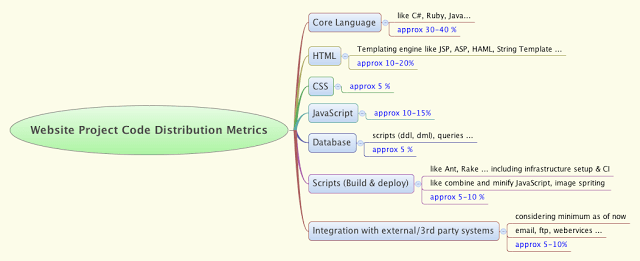 Website Project Code Distribution Metrics
Core Language
like C#, Ruby, Java...
approx 30-40 %
HTML
Templating engine like JSP, ASP, HAML, String Template ...
approx 10-20%
CSS
approx 5 %
JavaScript
approx 10-15%
Database
scripts (ddl, dml), queries ...
approx 5 %
Scripts (Build & deploy)
like Ant, Rake ... including infrastructure setup & CI
like combine and minify JavaScript, image spriting
approx 5-10 %
Integration with external/3rd party systems
considering minimum as of now
email, ftp, webervices ...
approx 5-10%